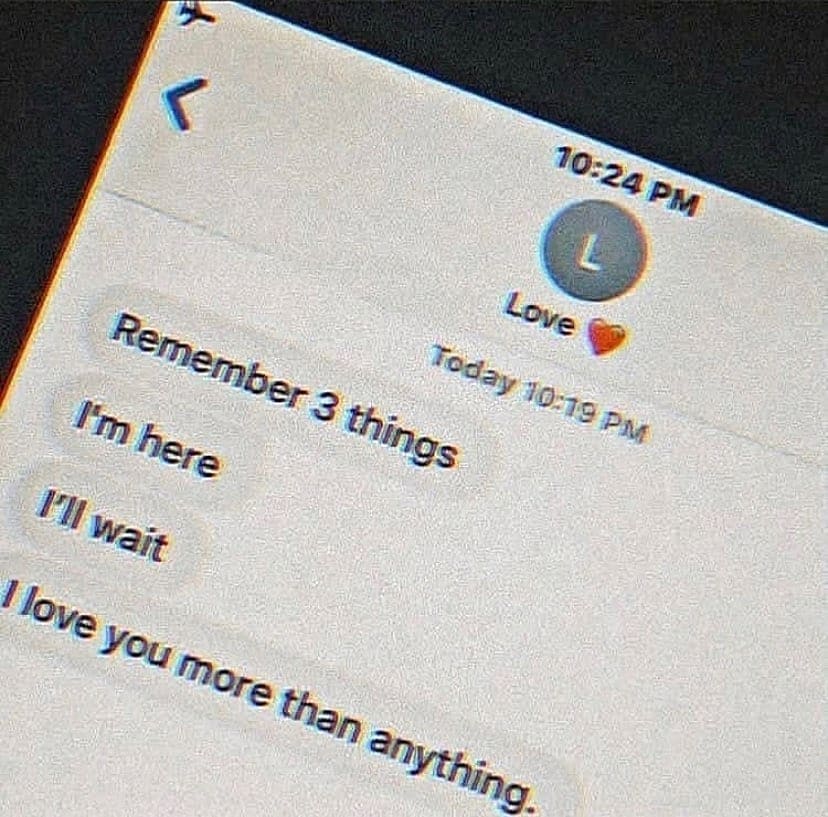 10:24 PM
L
Love ❤️
Today 10:19 PM
Remember 3 things
I'm here
I'll wait
I love you more than anything.